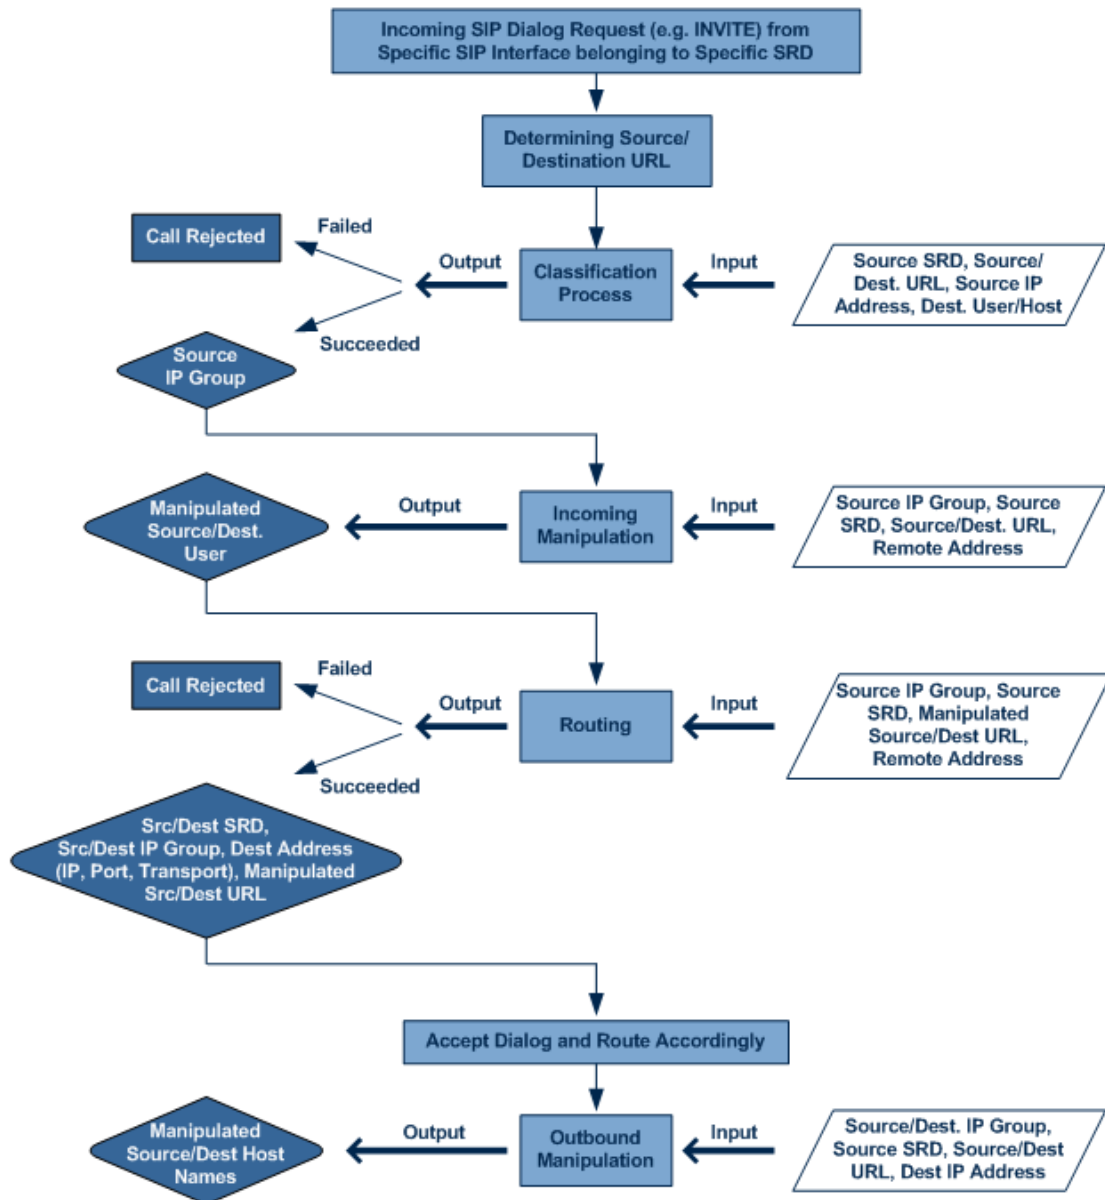 Incoming SIP Dialog Request (e.g. INVITE) from
Specific SIP Interface belonging to Specific SRD
Determining Source/
Destination URL
Call Rejected
Failed
Output
Classification
Process
Input
Source SRD, Source/
Dest. URL, Source IP
Address, Dest. User/Host
Succeeded
Source
IP Group
Manipulated
Source/Dest.
User
Output
Incoming
Manipulation
Input
Source IP Group, Source
SRD, Source/Dest. URL,
Remote Address
Call Rejected
Failed
Output
Routing
Input
Source IP Group, Source
SRD, Manipulated
Source/Dest URL,
Remote Address
Succeeded
Src/Dest SRD,
Src/Dest IP Group, Dest Address
(IP, Port, Transport), Manipulated
Src/Dest URL
Accept Dialog and Route Accordingly
Manipulated
Source/Dest Host
Names
Output
Outbound
Manipulation
Input
Source/Dest. IP Group,
Source SRD, Source/Dest
URL, Dest IP Address